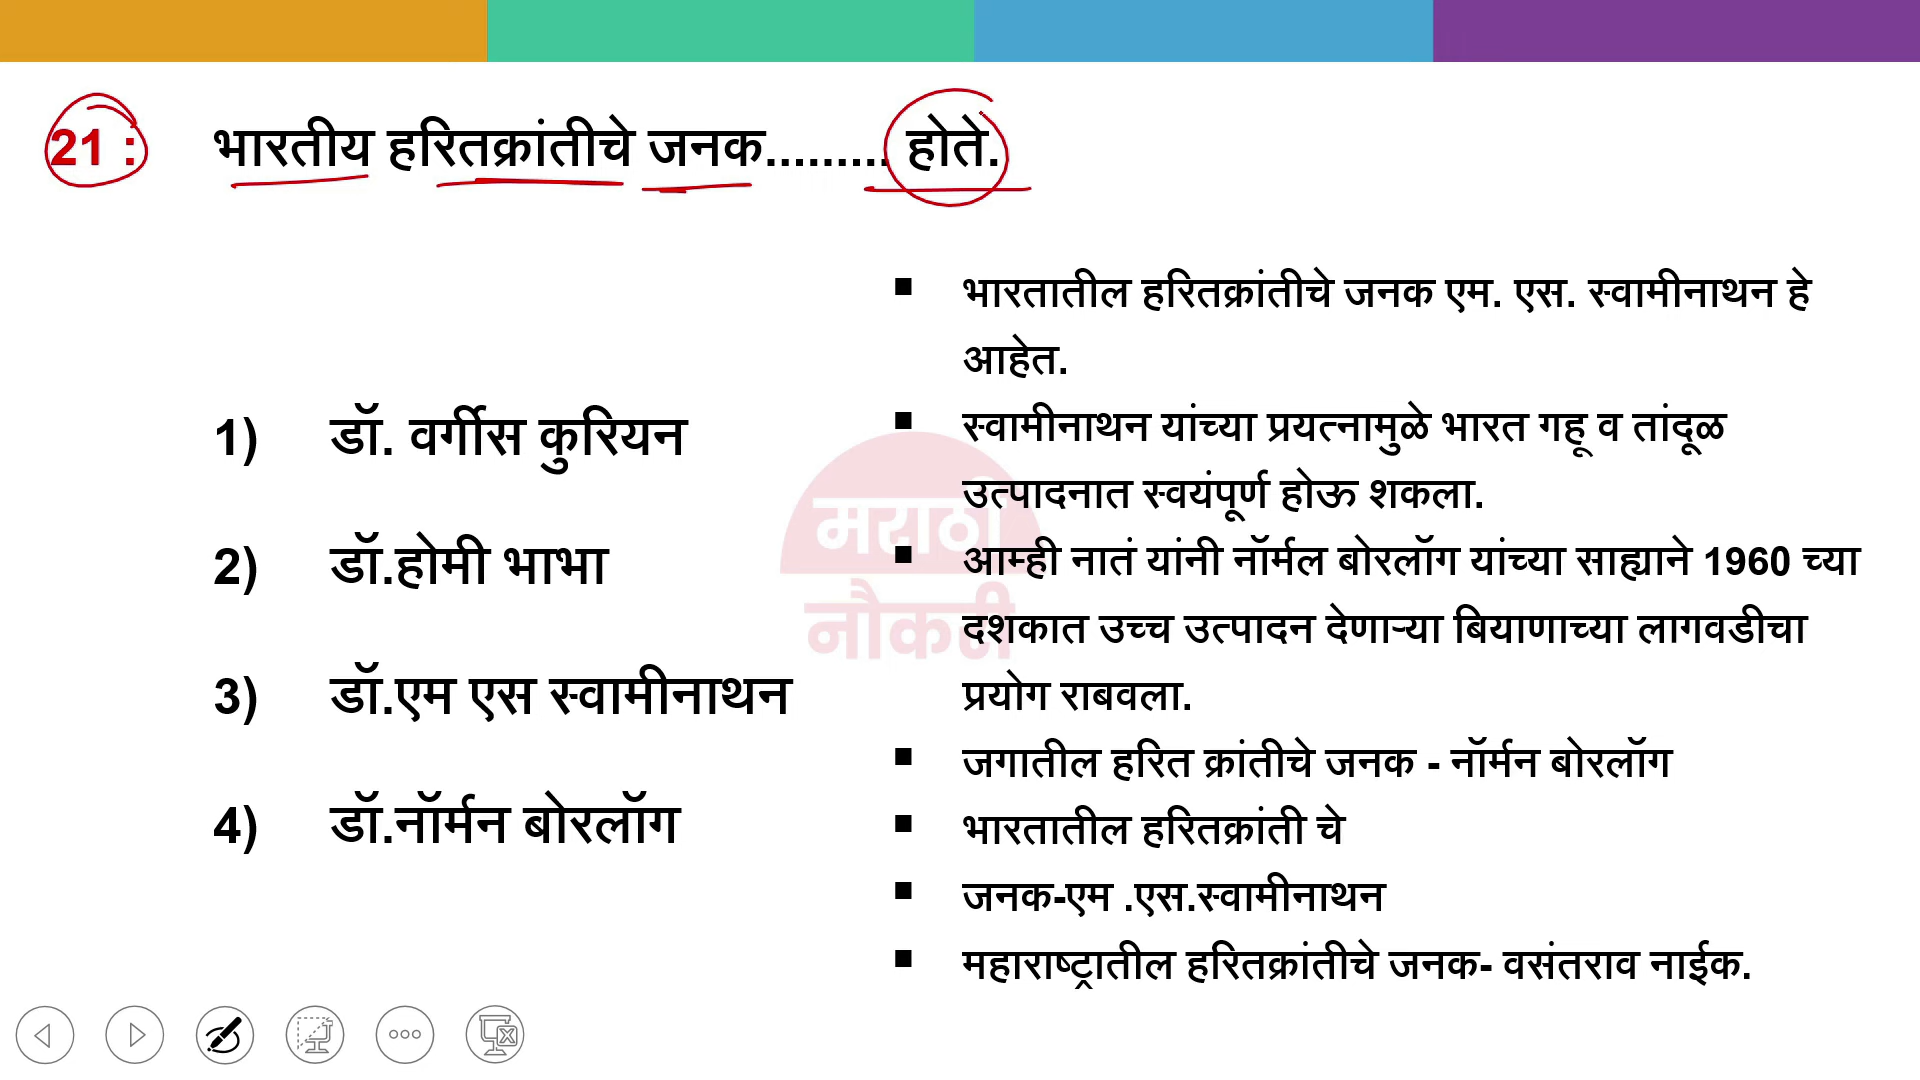 21 : भारतीय हरितक्रांतीचे जनक......... होते.
1) डॉ. वर्गीस कुरियन
2) डॉ.होमी भाभा
3) डॉ.एम एस स्वामीनाथन
4) डॉ.नॉर्मन बोरलॉग
▪ भारतातील हरितक्रांतीचे जनक एम. एस. स्वामीनाथन हे
आहेत.
▪ स्वामीनाथन यांच्या प्रयत्नामुळे भारत गहू व तांदूळ
उत्पादनात स्वयंपूर्ण होऊ शकला.
▪ आम्ही नातं यांनी नॉर्मल बोरलॉग यांच्या साह्याने 1960 च्या
दशकात उच्च उत्पादन देणाऱ्या बियाणाच्या लागवडीचा
प्रयोग राबवला.
▪ जगातील हरित क्रांतीचे जनक - नॉर्मन बोरलॉग
▪ भारतातील हरितक्रांती चे
▪ जनक-एम .एस.स्वामीनाथन
▪ महाराष्ट्रातील हरितक्रांतीचे जनक- वसंतराव नाईक.
मराठी
नौकरी